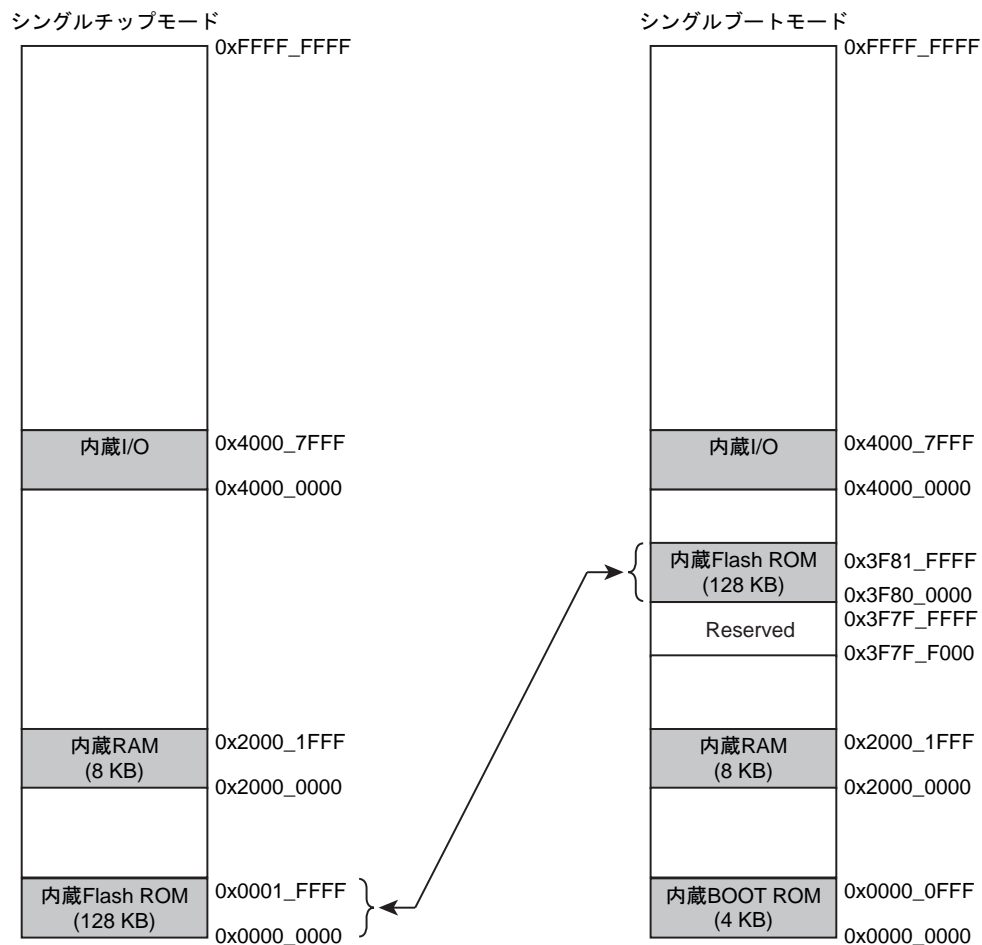 シングルチップモード
0xFFFF_FFFF
内蔵I/O
0x4000_7FFF
0x4000_0000
内蔵RAM
(8 KB)
0x2000_1FFF
0x2000_0000
内蔵Flash ROM
(128 KB)
0x0001_FFFF
0x0000_0000
シングルブートモード
0xFFFF_FFFF
内蔵I/O
0x4000_7FFF
0x4000_0000
内蔵Flash ROM
(128 KB)
0x3F81_FFFF
0x3F80_0000
0x3F7F_FFFF
Reserved
0x3F7F_F000
内蔵RAM
(8 KB)
0x2000_1FFF
0x2000_0000
内蔵BOOT ROM
(4 KB)
0x0000_0FFF
0x0000_0000